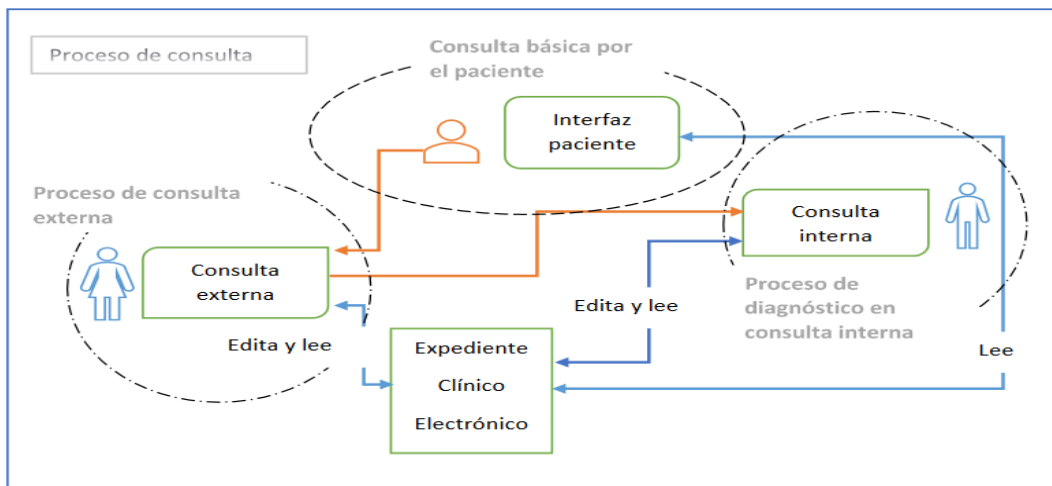 Proceso de consulta
Consulta básica por
el paciente
Interfaz
paciente
Proceso de consulta
externa
Consulta
interna
Consulta
externa
Proceso de
diagnóstico en
consulta interna
Edita y lee
Edita y lee
Expediente
Clínico
Electrónico
Lee